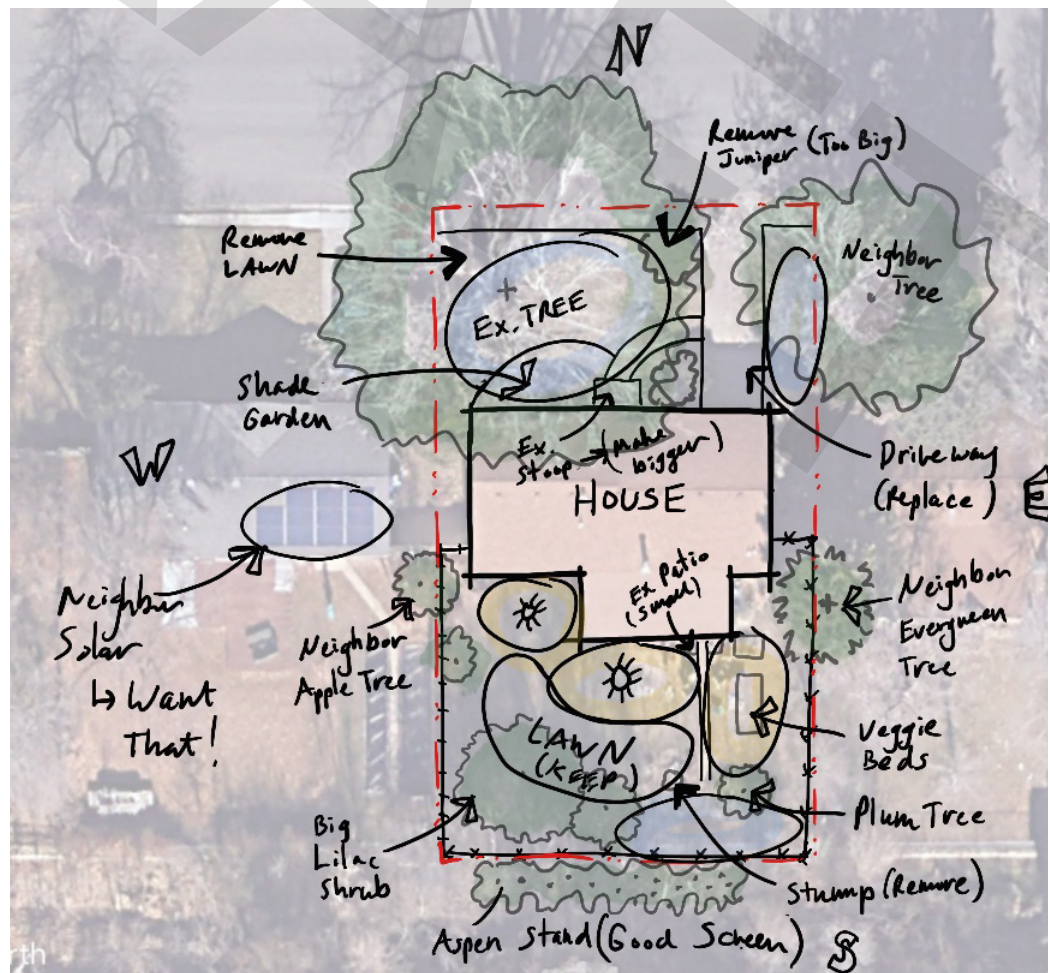 N
Remove
Juniper (Too Big)
Remove
LAWN
Neighbor
Tree
Ex. TREE
Shade
Garden
Ex.
Stoop → (Make
bigger)
W
HOUSE
Driveway
(Replace)
E
Ex Patio
(small)
Neighbor
Solar
↳ Want
That!
Neighbor
Apple Tree
Neighbor
Evergreen
Tree
LAWN
(KEEP)
Veggie
Beds
Plum Tree
Big
Lilac
Shrub
Stump (Remove)
Aspen Stand (Good Screen)
S
rth